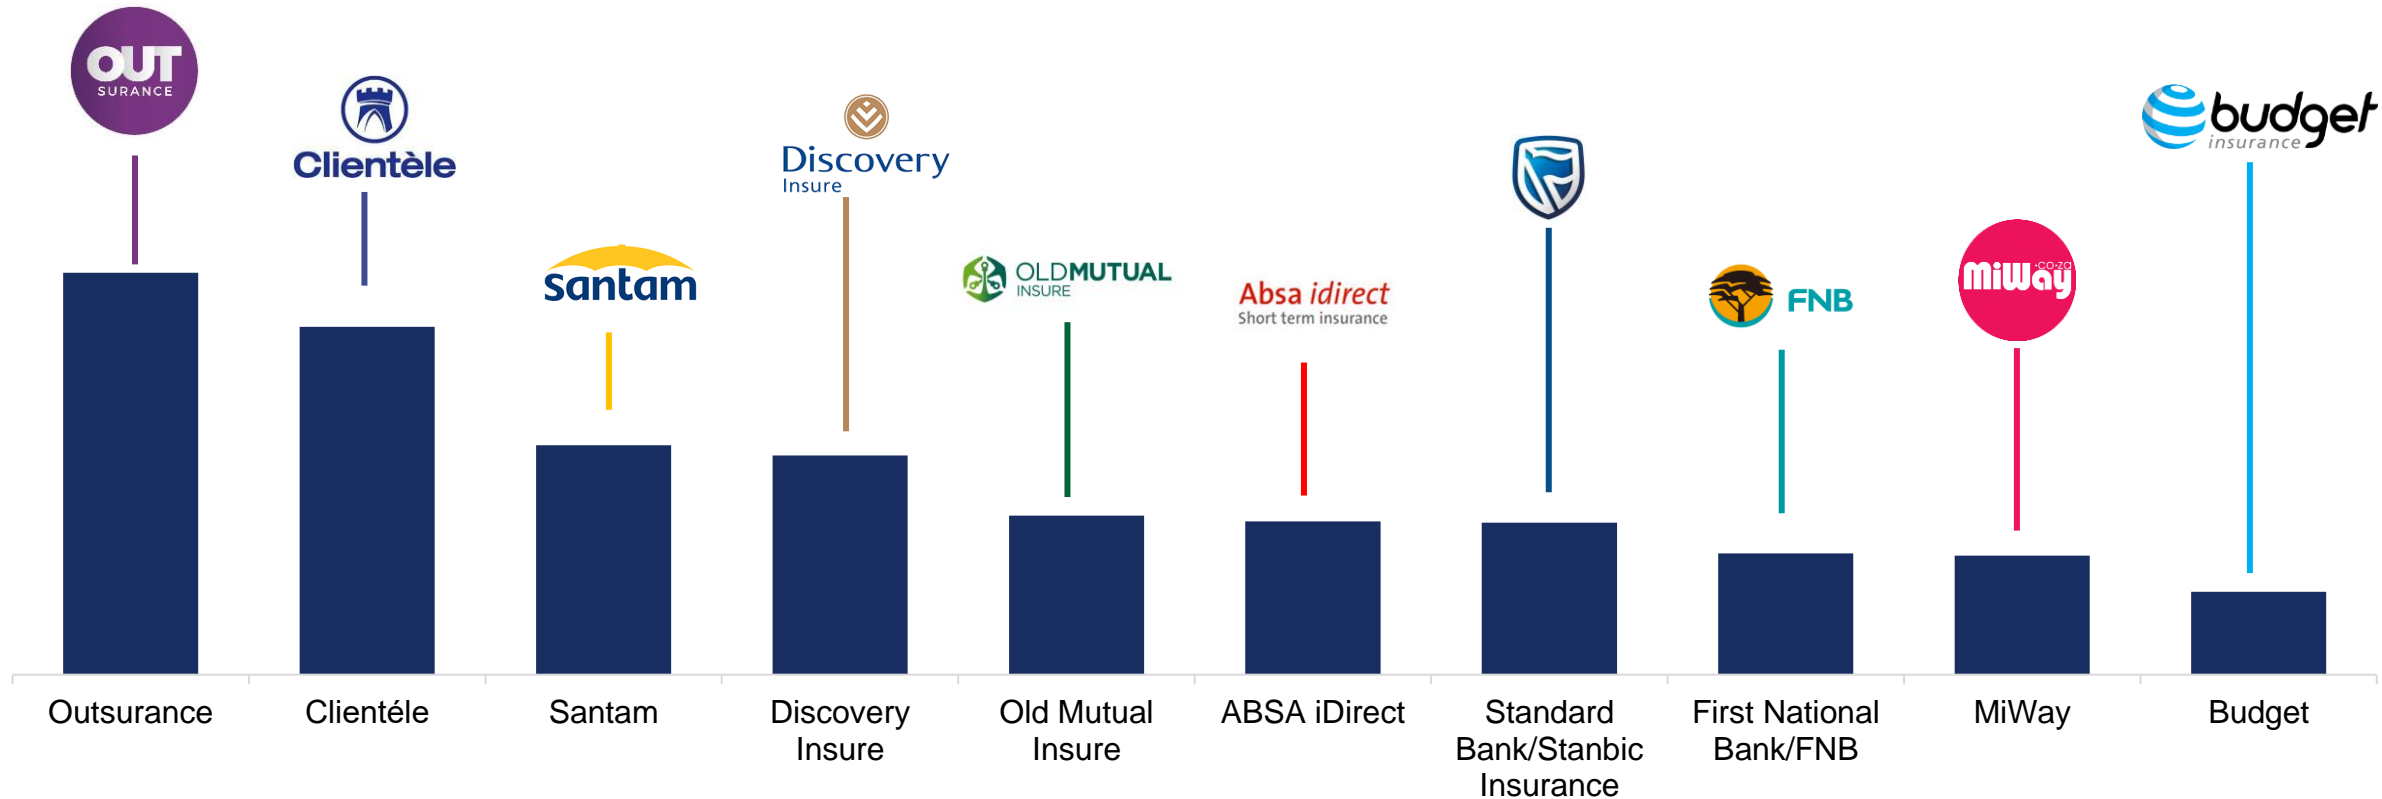 OUT
SURANCE
Clientèle
santam
Discovery
Insure
OLDMUTUAL
INSURE
Absa idirect
Short term insurance
FNB
MiWay
.co.za
budget
insurance
Outsurance
Clientéle
Santam
Discovery
Insure
Old Mutual
Insure
ABSA iDirect
Standard
Bank/Stanbic
Insurance
First National
Bank/FNB
MiWay
Budget